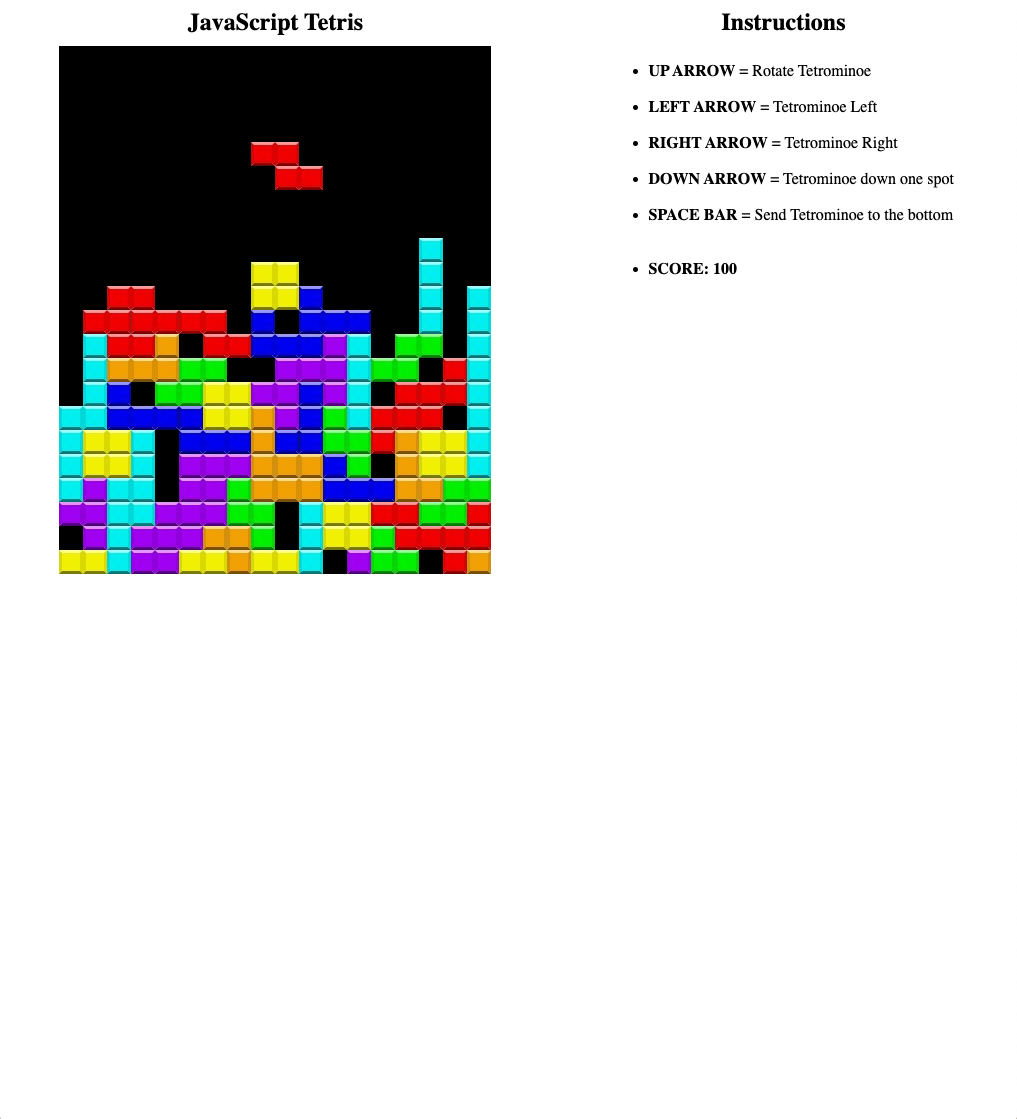 JavaScript Tetris
Instructions
UP ARROW = Rotate Tetrominoe
LEFT ARROW = Tetrominoe Left
RIGHT ARROW = Tetrominoe Right
DOWN ARROW = Tetrominoe down one spot
SPACE BAR = Send Tetrominoe to the bottom
SCORE: 100